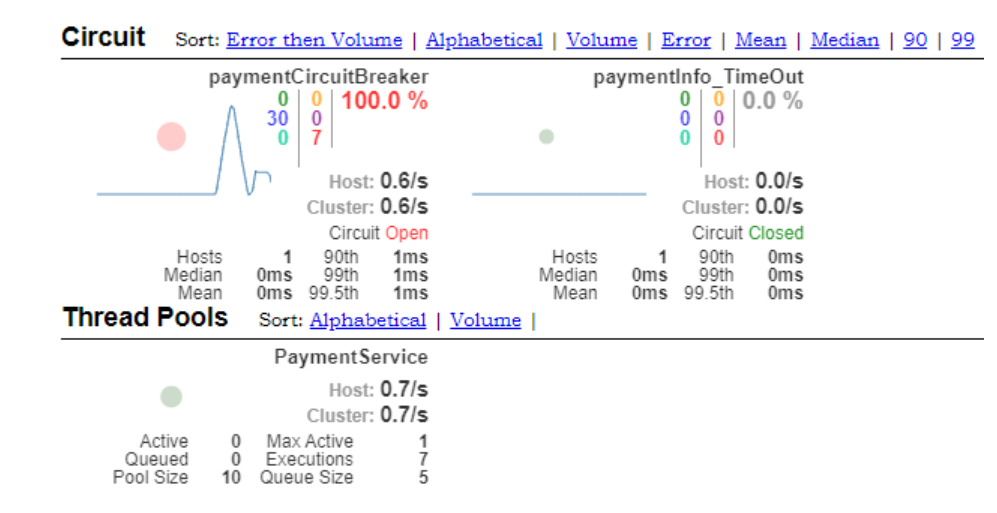 Circuit Sort: Error then Volume | Alphabetical | Volume | Error | Mean | Median | 90 | 99
paymentCircuitBreaker
0 0 100.0 %
30 0
0 7
Host: 0.6/s
Cluster: 0.6/s
Circuit Open
Hosts 1 90th 1ms
Median 0ms 99th 1ms
Mean 0ms 99.5th 1ms
paymentInfo_TimeOut
0 0 0.0 %
0 0
0 0
Host: 0.0/s
Cluster: 0.0/s
Circuit Closed
Hosts 1 90th 0ms
Median 0ms 99th 0ms
Mean 0ms 99.5th 0ms
Thread Pools Sort: Alphabetical | Volume |
PaymentService
Host: 0.7/s
Cluster: 0.7/s
Active 0 Max Active 1
Queued 0 Executions 7
Pool Size 10 Queue Size 5